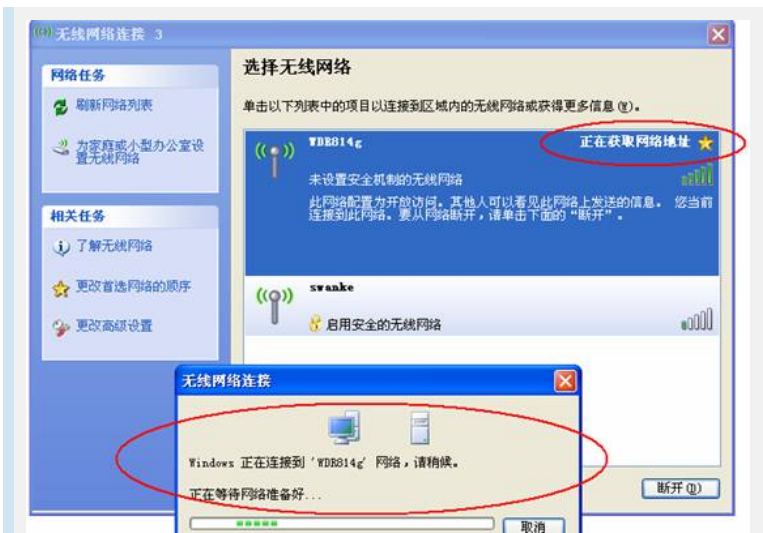 无线网络连接 3
网络任务
刷新网络列表
为家庭或小型办公室设
置无线网络
相关任务
了解无线网络
更改首选网络的顺序
更改高级设置
选择无线网络
单击以下列表中的项目以连接到区域内的无线网络或获得更多信息(W)。
WDR814g 正在获取网络地址
未设置安全机制的无线网络
此网络配置为开放访问。其他人可以看见此网络上发送的信息。 您当前
连接到此网络。要从网络断开，请单击下面的“断开”。
swanke
启用安全的无线网络
无线网络连接
Windows 正在连接到‘WDR814g’网络，请稍候。
正在等待网络准备好...
取消
断开(D)